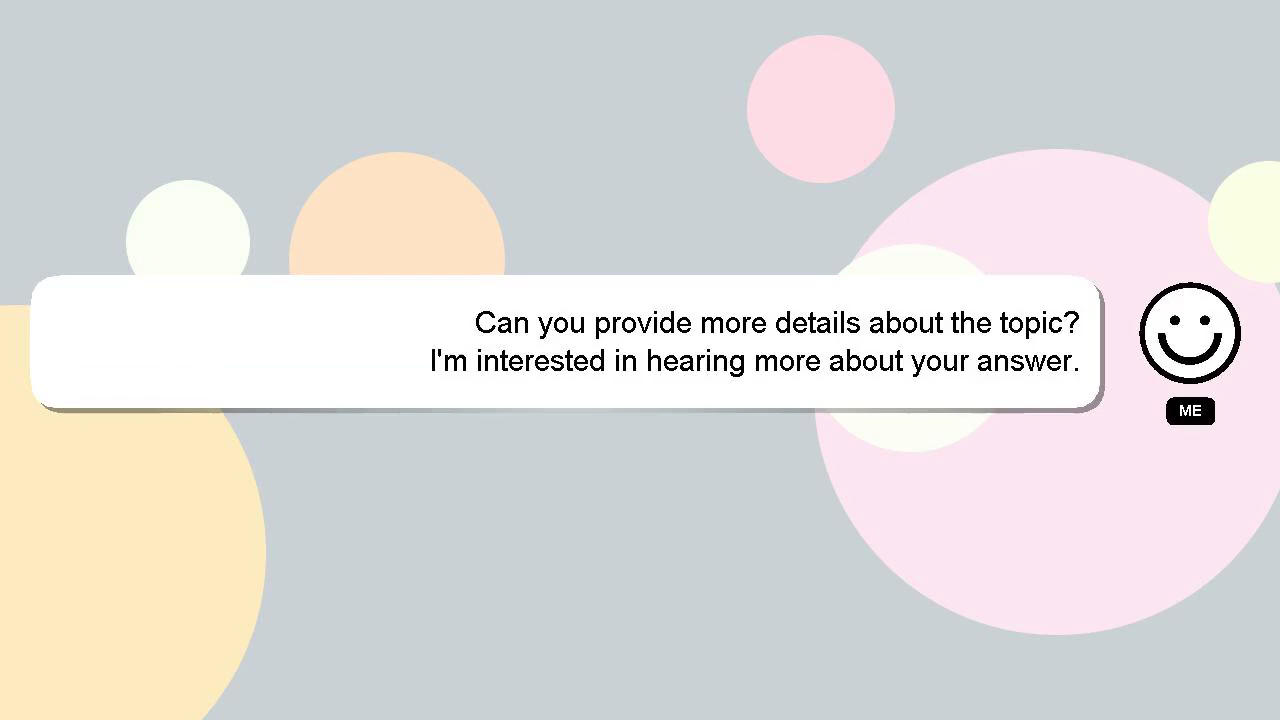 Can you provide more details about the topic?
I'm interested in hearing more about your answer.
ME